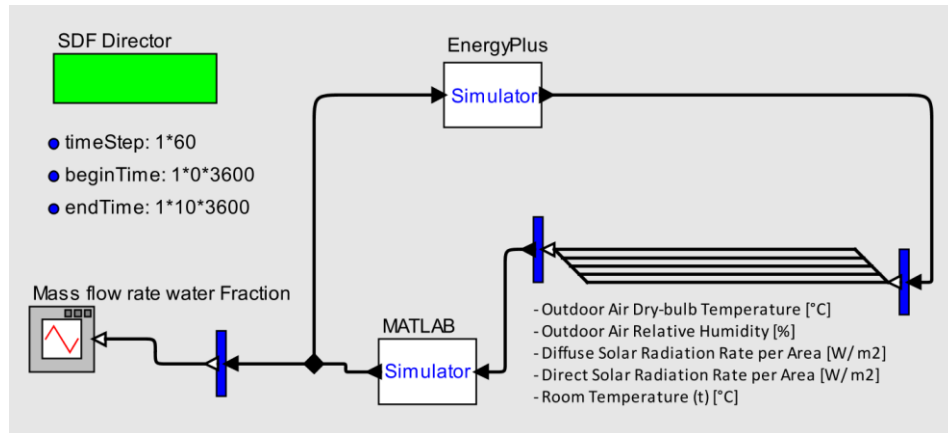 SDF Director
EnergyPlus
Simulator
timeStep: 1*60
beginTime: 1*0*3600
endTime: 1*10*3600
Mass flow rate water Fraction
MATLAB
Simulator
- Outdoor Air Dry-bulb Temperature [°C]
- Outdoor Air Relative Humidity [%]
- Diffuse Solar Radiation Rate per Area [W/m2]
- Direct Solar Radiation Rate per Area [W/m2]
- Room Temperature (t) [°C]